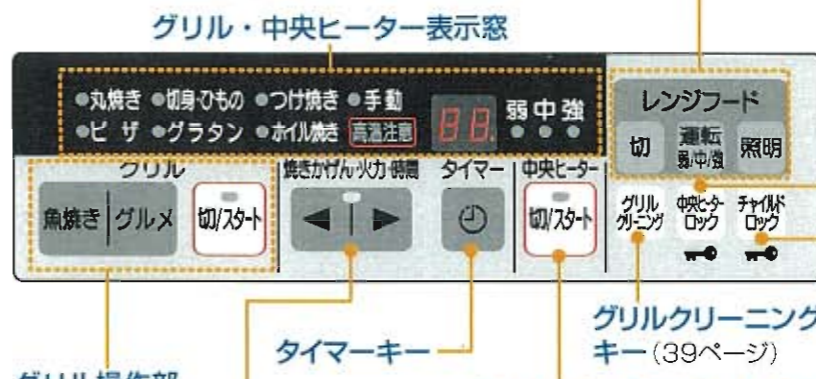 グリル・中央ヒーター表示窓
●丸焼き ●切身・ひもの ●つけ焼き ●手動
●ピザ ●グラタン ●ホイル焼き 高温注意
88.
弱 中 強
レンジフード
切 運転 弱/中/強 照明
グリル
魚焼き グルメ 切/スタート
焼きかげん・火力・時間
◀ ▶
タイマー
中央ヒーター
切/スタート
グリルクリーニング
中央ヒーターロック
チャイルドロック
タイマーキー
グリルクリーニング
キー(39ページ)
グリル操作部